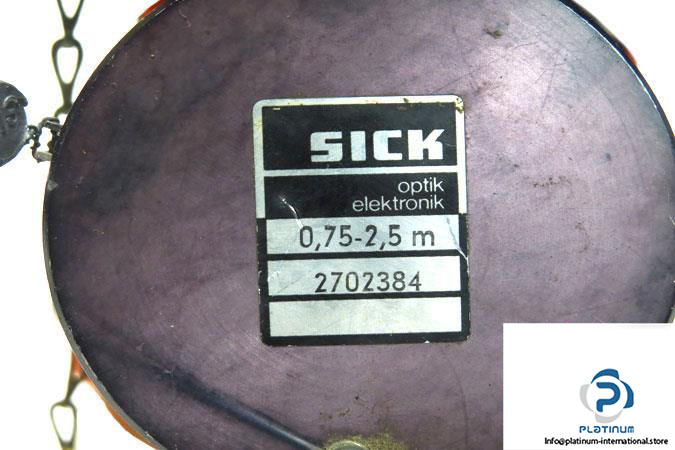 SICK
optik
elektronik
0,75-2,5 m
2702384
PLATINUM
Info@platinum-international.store